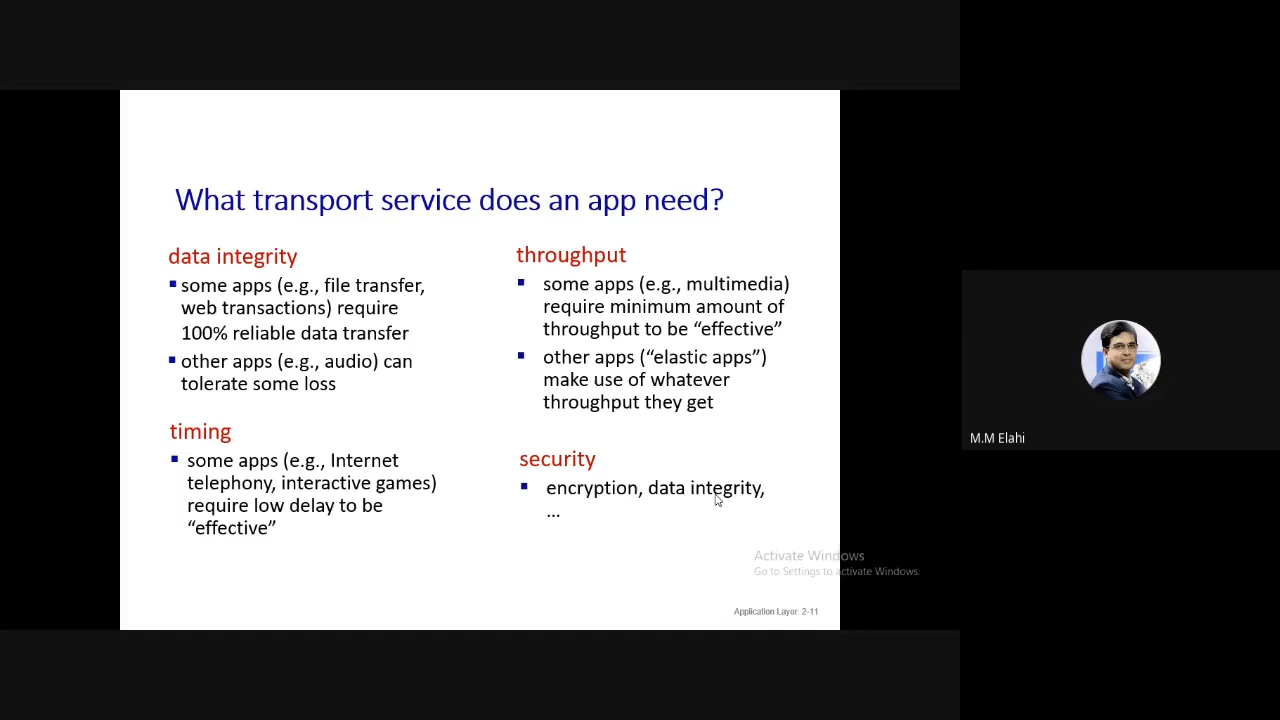 What transport service does an app need?
data integrity
▪ some apps (e.g., file transfer,
web transactions) require
100% reliable data transfer
▪ other apps (e.g., audio) can
tolerate some loss
timing
▪ some apps (e.g., Internet
telephony, interactive games)
require low delay to be
“effective”
throughput
▪ some apps (e.g., multimedia)
require minimum amount of
throughput to be “effective”
▪ other apps (“elastic apps”)
make use of whatever
throughput they get
security
▪ encryption, data integrity,
...
Activate Windows
Go to Settings to activate Windows.
Application Layer: 2-11
M.M Elahi